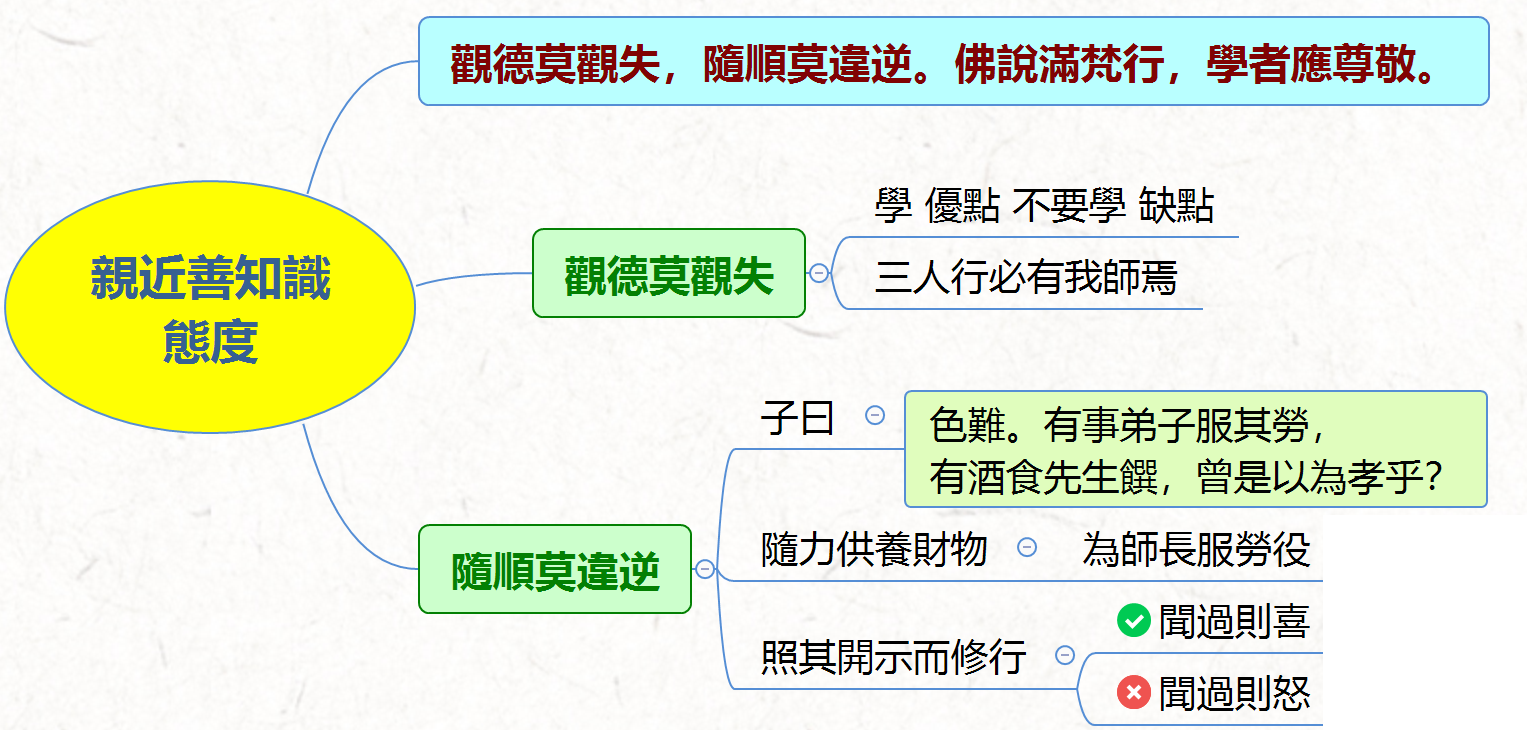 觀德莫觀失，隨順莫違逆。佛說滿梵行，學者應尊敬。
親近善知識
態度
觀德莫觀失
學 優點 不要學 缺點
三人行必有我師焉
隨順莫違逆
子曰
色難。有事弟子服其勞，
有酒食先生饌，曾是以為孝乎？
隨力供養財物
為師長服勞役
照其開示而修行
聞過則喜
聞過則怒